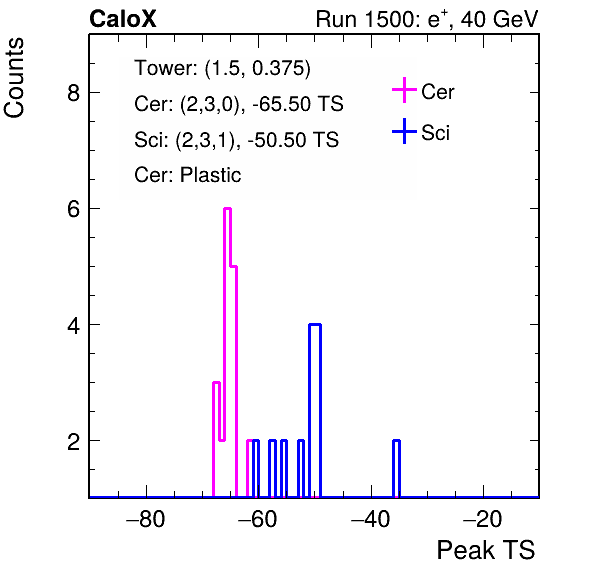 CaloX Run 1500: e⁺, 40 GeV
Counts
Tower: (1.5, 0.375)
Cer: (2,3,0), -65.50 TS
Sci: (2,3,1), -50.50 TS
Cer: Plastic
Cer
Sci
8
6
4
2
−80 −60 −40 −20
Peak TS